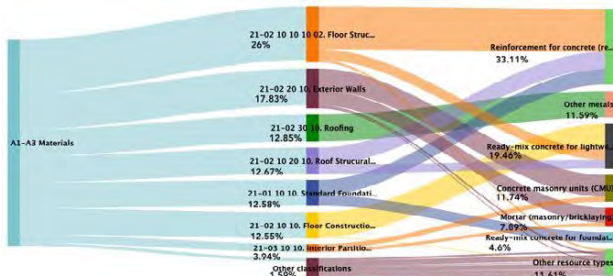 A1-A3 Materials
21-02 10 10 10 02. Floor Struc...
26%
21-02 20 10. Exterior Walls
17.83%
21-02 30 10. Roofing
12.85%
21-02 10 20 10. Roof Strucural...
12.67%
21-01 10 10. Standard Foundati...
12.58%
21-02 10 10. Floor Constructio...
12.55%
21-03 10 10. Interior Partitio...
3.94%
Other classifications
1.58%
Reinforcement for concrete (re...
33.11%
Other metals
11.59%
Ready-mix concrete for lightwe...
19.46%
Concrete masonry units (CMU)
11.74%
Mortar (masonry/bricklaying)
7.89%
Ready-mix concrete for foundat...
4.6%
Other resource types
11.61%